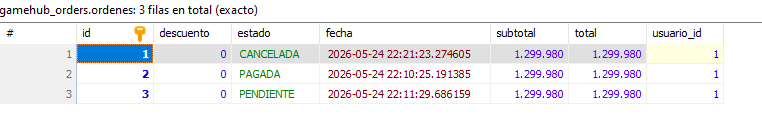 gamehub_orders.ordenes: 3 filas en total (exacto)
# id descuento estado fecha subtotal total usuario_id
1 1 0 CANCELADA 2026-05-24 22:21:23.274605 1.299.980 1.299.980 1
2 2 0 PAGADA 2026-05-24 22:10:25.191385 1.299.980 1.299.980 1
3 3 0 PENDIENTE 2026-05-24 22:11:29.686159 1.299.980 1.299.980 1